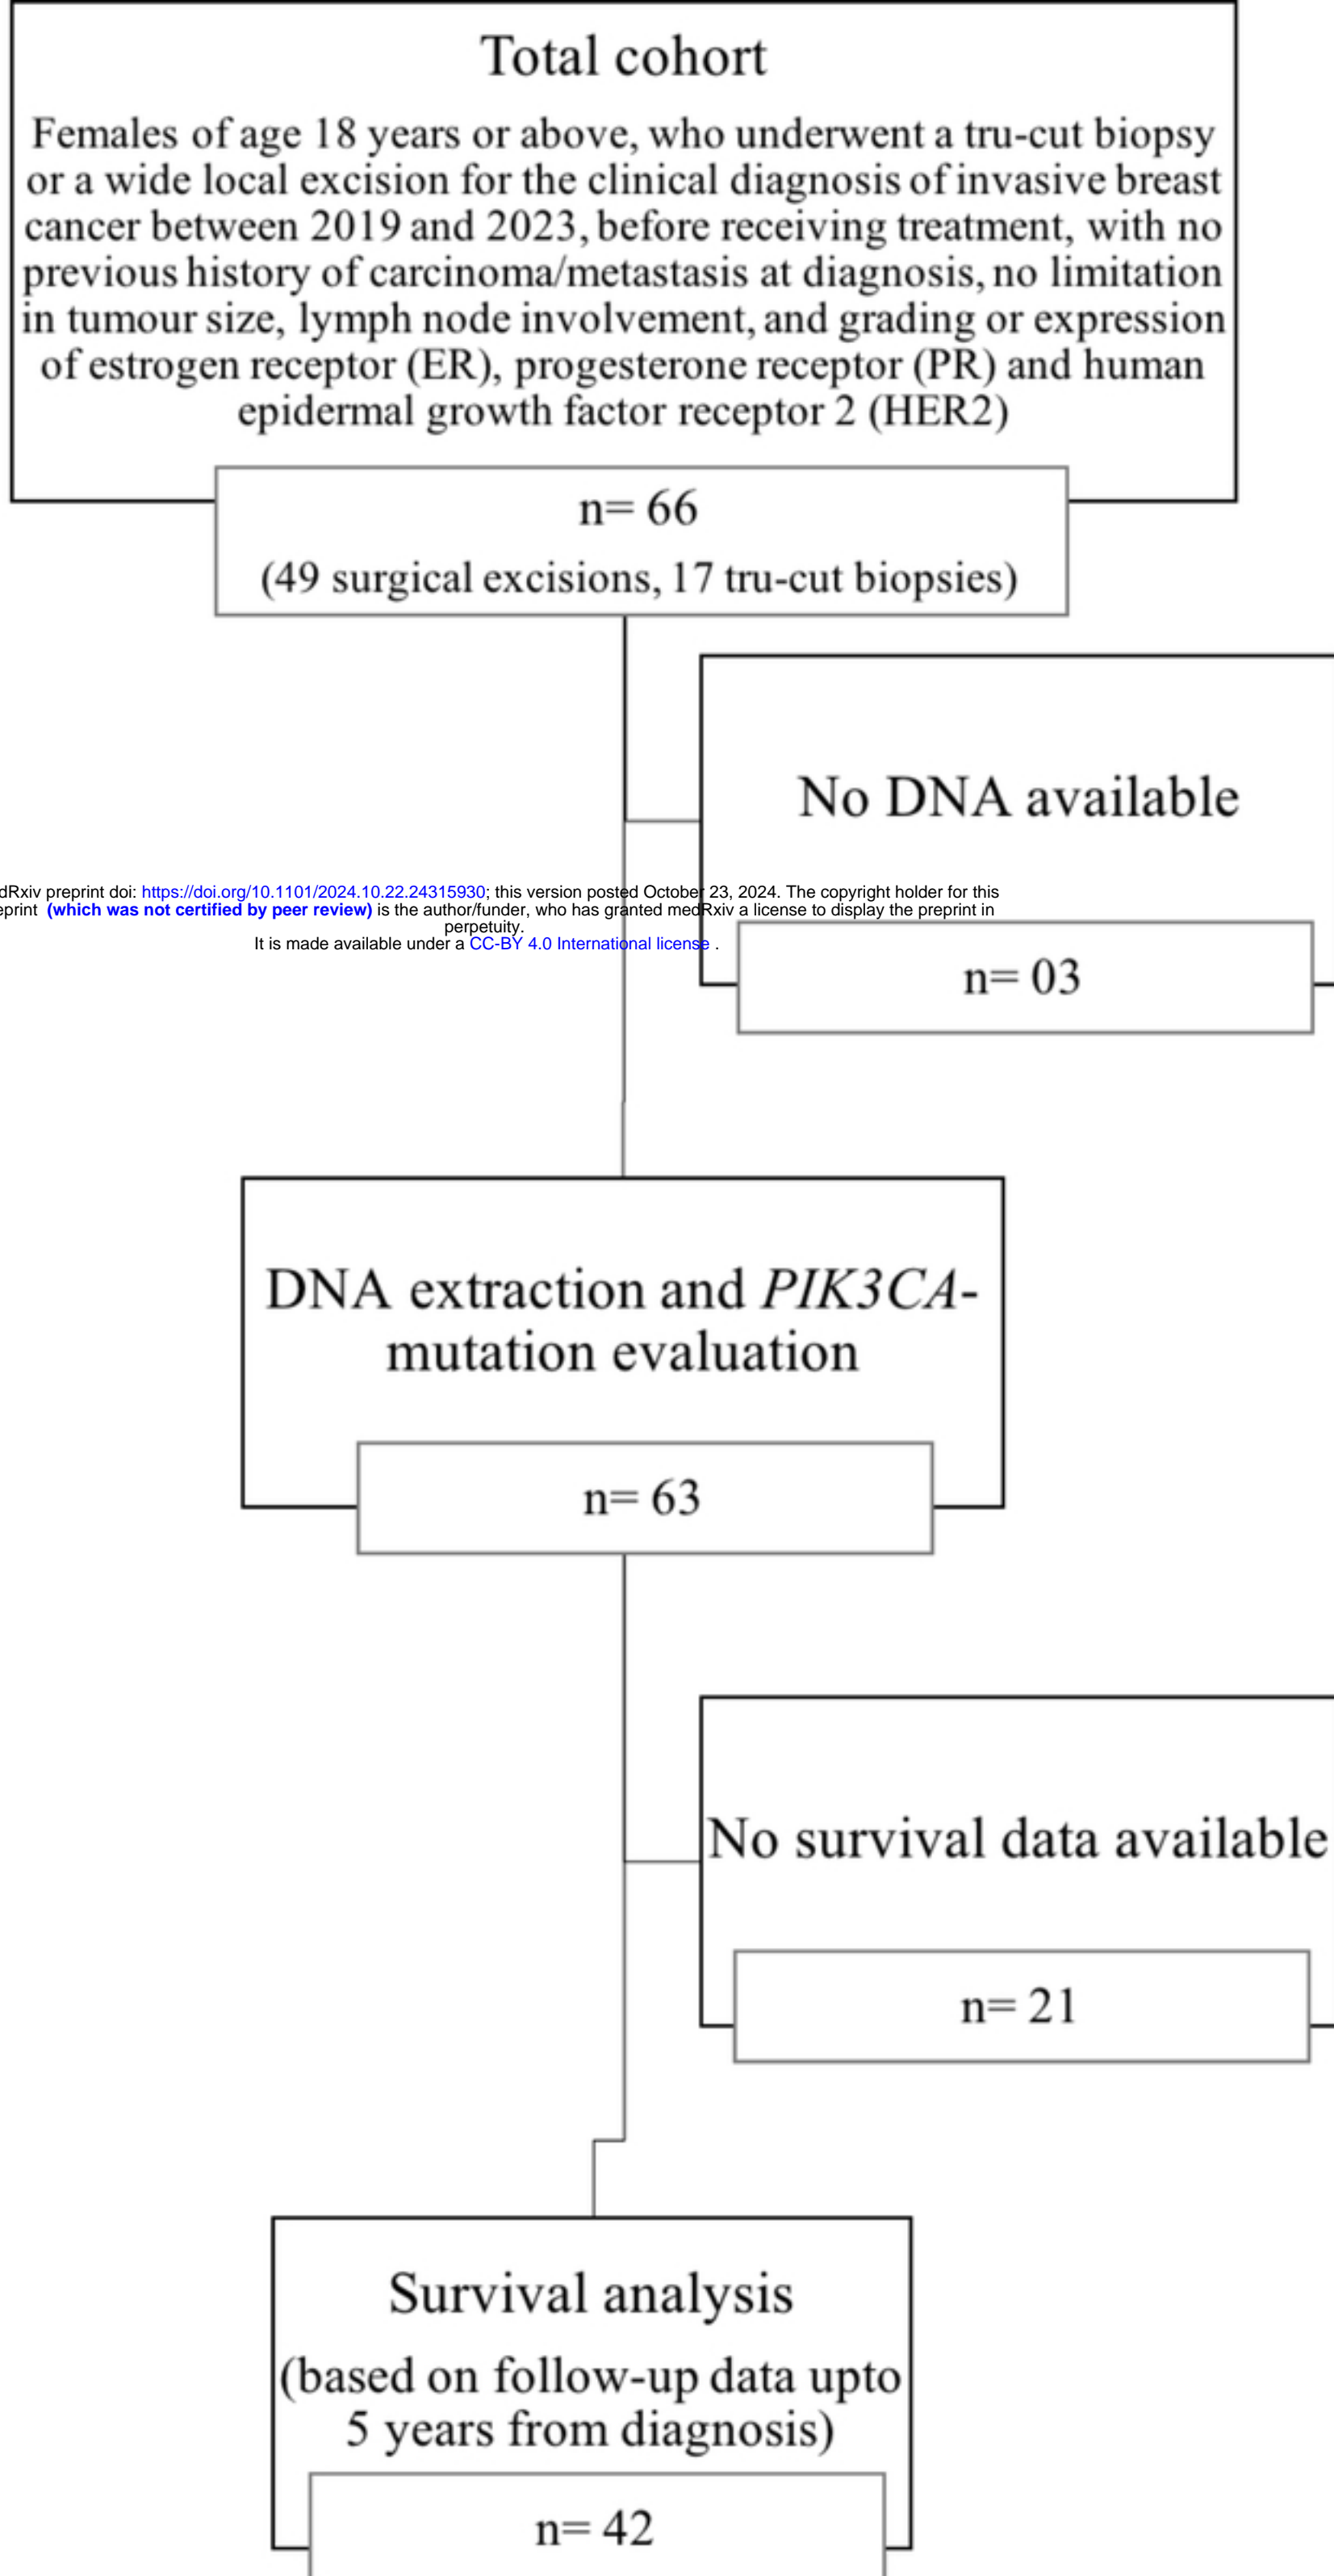 Total cohort
Females of age 18 years or above, who underwent a tru-cut biopsy
or a wide local excision for the clinical diagnosis of invasive breast
cancer between 2019 and 2023, before receiving treatment, with no
previous history of carcinoma/metastasis at diagnosis, no limitation
in tumour size, lymph node involvement, and grading or expression
of estrogen receptor (ER), progesterone receptor (PR) and human
epidermal growth factor receptor 2 (HER2)
n= 66
(49 surgical excisions, 17 tru-cut biopsies)
No DNA available
dRxiv preprint doi: https://doi.org/10.1101/2024.10.22.24315930; this version posted October 23, 2024. The copyright holder for this
eprint (which was not certified by peer review) is the author/funder, who has granted medRxiv a license to display the preprint in
perpetuity.
It is made available under a CC-BY 4.0 International license .
n= 03
DNA extraction and PIK3CA-
mutation evaluation
n= 63
No survival data available
n= 21
Survival analysis
(based on follow-up data upto
5 years from diagnosis)
n= 42